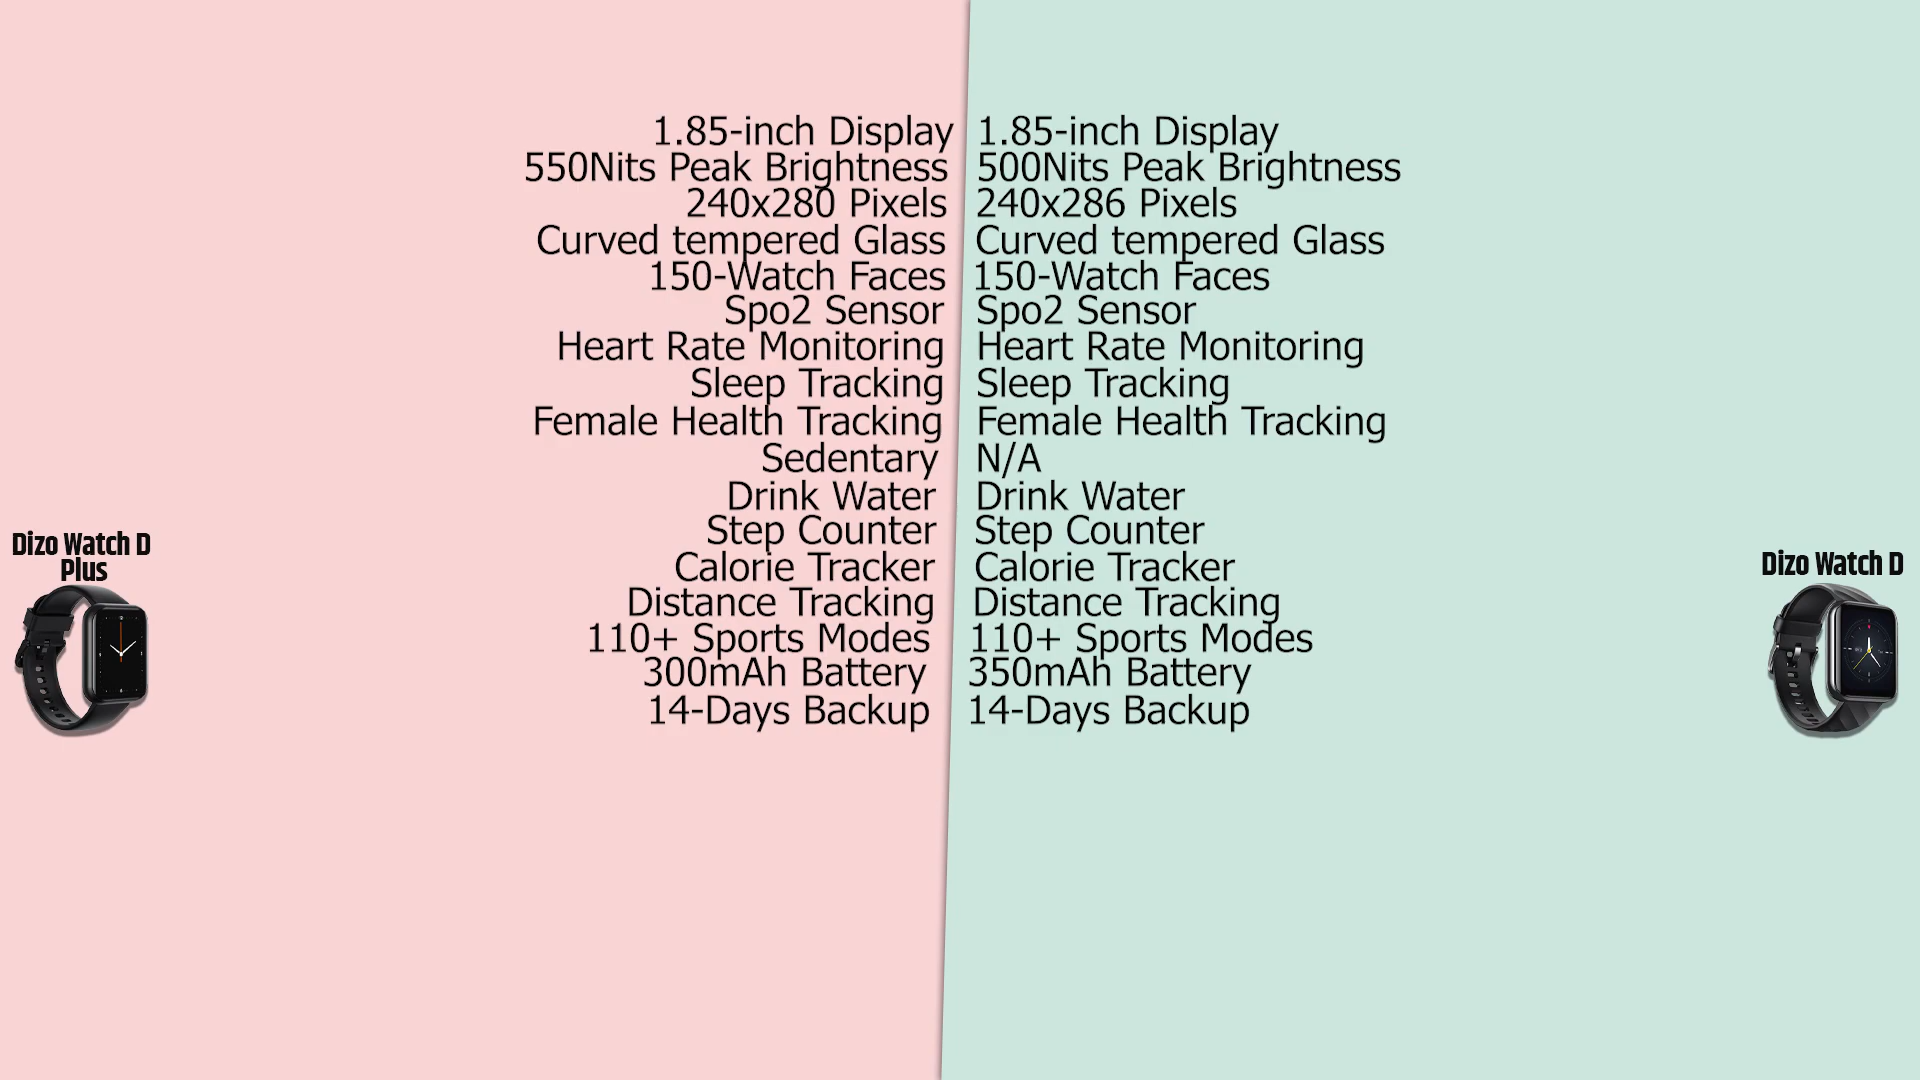 1.85-inch Display
550Nits Peak Brightness
240x280 Pixels
Curved tempered Glass
150-Watch Faces
Spo2 Sensor
Heart Rate Monitoring
Sleep Tracking
Female Health Tracking
Sedentary
Drink Water
Step Counter
Calorie Tracker
Distance Tracking
110+ Sports Modes
300mAh Battery
14-Days Backup
Dizo Watch D
Plus
1.85-inch Display
500Nits Peak Brightness
240x286 Pixels
Curved tempered Glass
150-Watch Faces
Spo2 Sensor
Heart Rate Monitoring
Sleep Tracking
Female Health Tracking
N/A
Drink Water
Step Counter
Calorie Tracker
Distance Tracking
110+ Sports Modes
350mAh Battery
14-Days Backup
Dizo Watch D